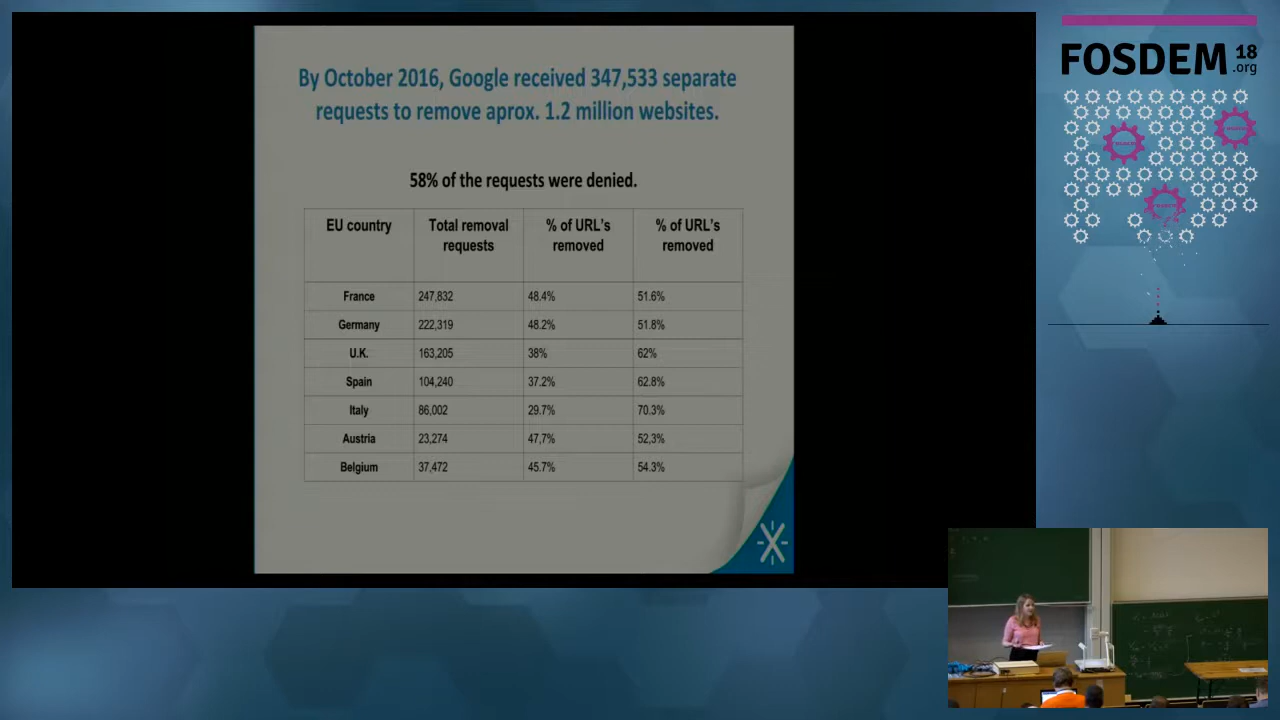 By October 2016, Google received 347,533 separate
requests to remove aprox. 1.2 million websites.
58% of the requests were denied.
EU country Total removal requests % of URL's removed % of URL's removed
France 247,832 48.4% 51.6%
Germany 222,319 48.2% 51.8%
U.K. 163,205 38% 62%
Spain 104,240 37.2% 62.8%
Italy 86,002 29.7% 70.3%
Austria 23,274 47,7% 52,3%
Belgium 37,472 45.7% 54.3%
FOSDEM 18
.org